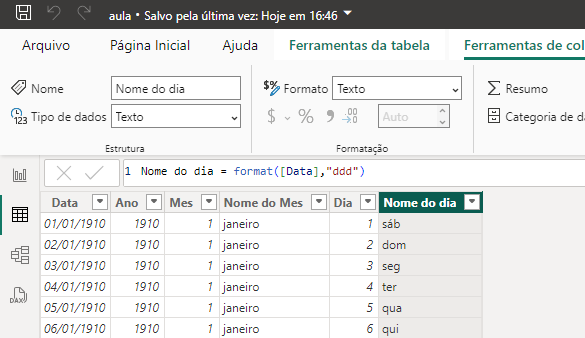 aula • Salvo pela última vez: Hoje em 16:46
Arquivo Página Inicial Ajuda Ferramentas da tabela Ferramentas de col
Nome Nome do dia $% Formato Texto Resumo
123 Tipo de dados Texto $ % 9 .00 Auto Categoria de da
Estrutura Formatação
1 Nome do dia = format([Data],"ddd")
Data Ano Mes Nome do Mes Dia Nome do dia
01/01/1910 1910 1 janeiro 1 sáb
02/01/1910 1910 1 janeiro 2 dom
03/01/1910 1910 1 janeiro 3 seg
04/01/1910 1910 1 janeiro 4 ter
05/01/1910 1910 1 janeiro 5 qua
DAX
06/01/1910 1910 1 janeiro 6 qui